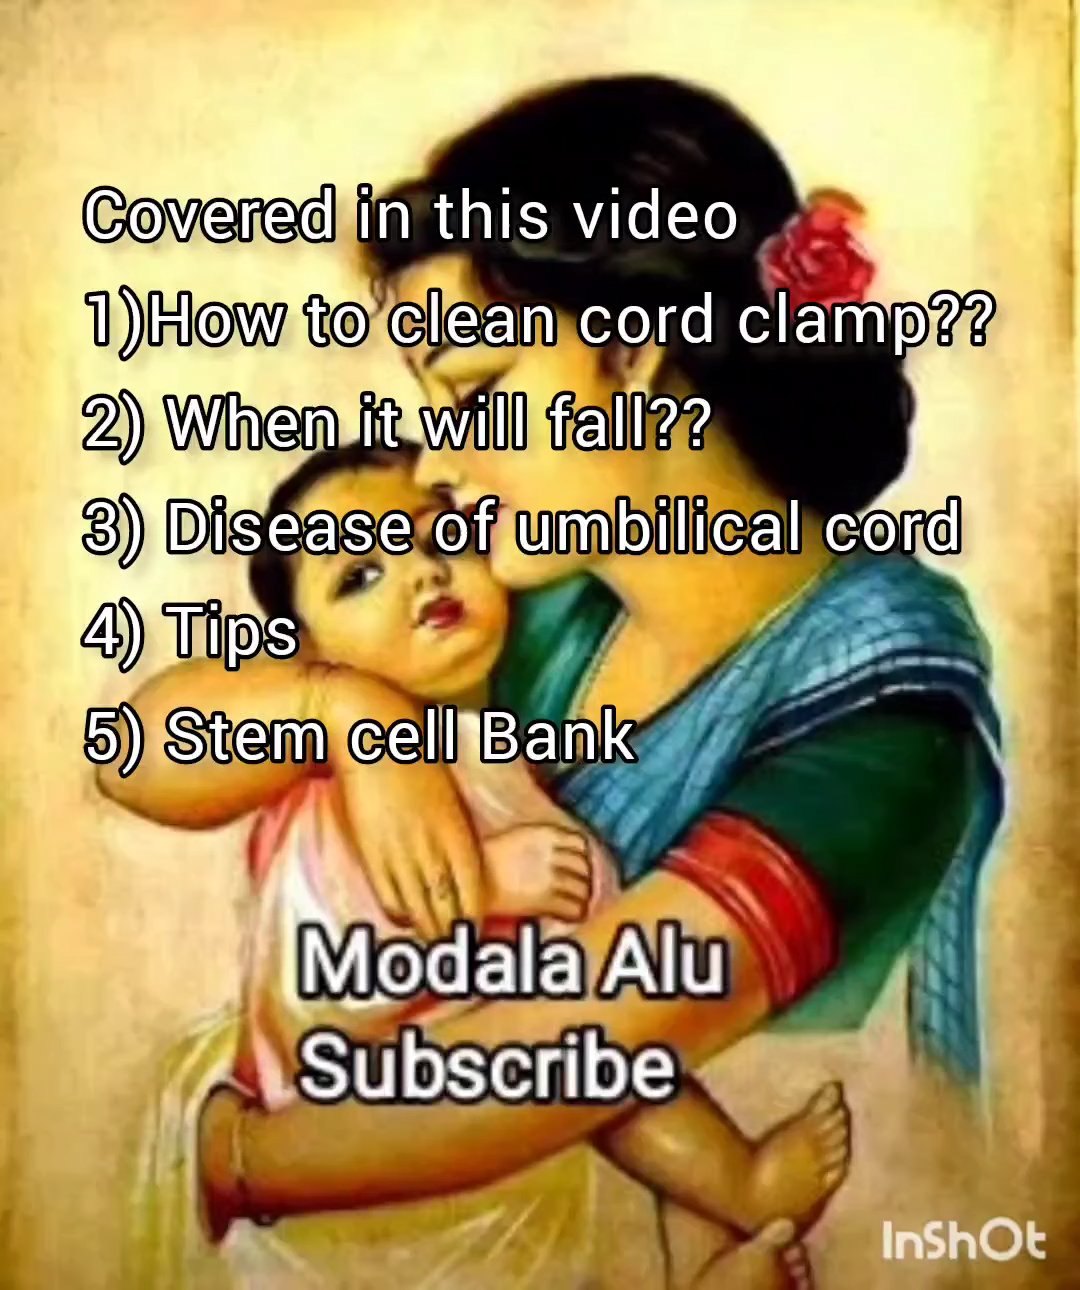 Covered in this video
1)How to clean cord clamp??
2) When it will fall??
3) Disease of umbilical cord
4) Tips
5) Stem cell Bank
Modala Alu
Subscribe
InShOt